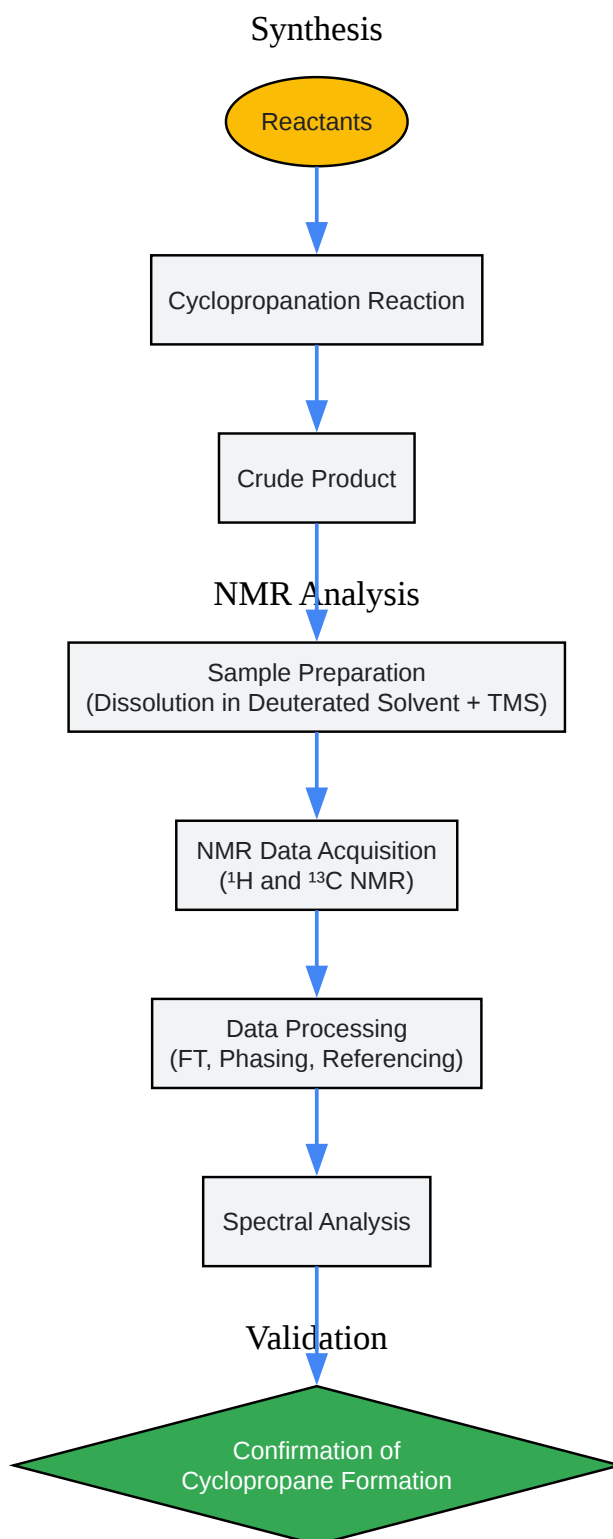 Synthesis
Reactants
Cyclopropanation Reaction
Crude Product
NMR Analysis
Sample Preparation
(Dissolution in Deuterated Solvent + TMS)
NMR Data Acquisition
(¹H and ¹³C NMR)
Data Processing
(FT, Phasing, Referencing)
Spectral Analysis
Validation
Confirmation of
Cyclopropane Formation